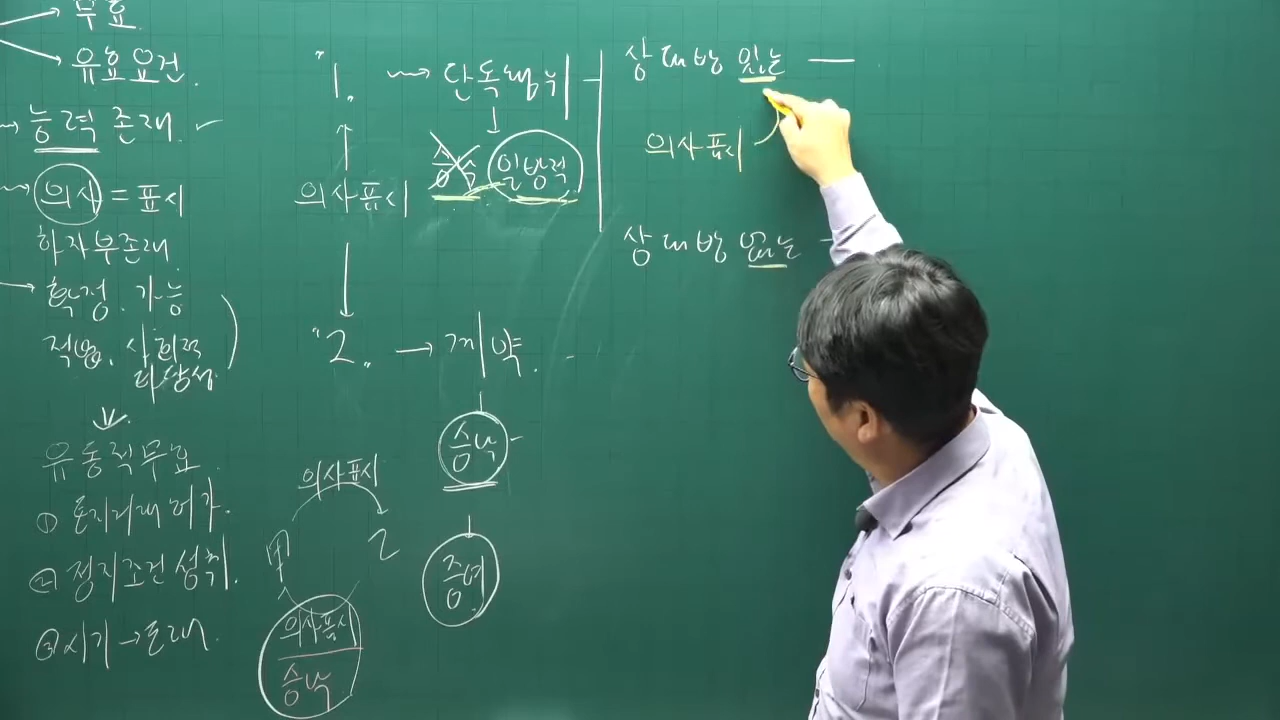 무효
유효요건.
능력 존재.
의사 = 표시
하자부존재
확정. 가능
적법. 사회적
타당성.
유동적무효.
① 토지거래허가.
② 정지조건 성취.
③ 시기 → 도래.
"1.
단독행위
승낙 일방적
의사표시
"2. → 계약.
승낙
증여
의사표시
甲 乙
의사표시
승낙
상대방 있는 —
의사표시
상대방 없는 —